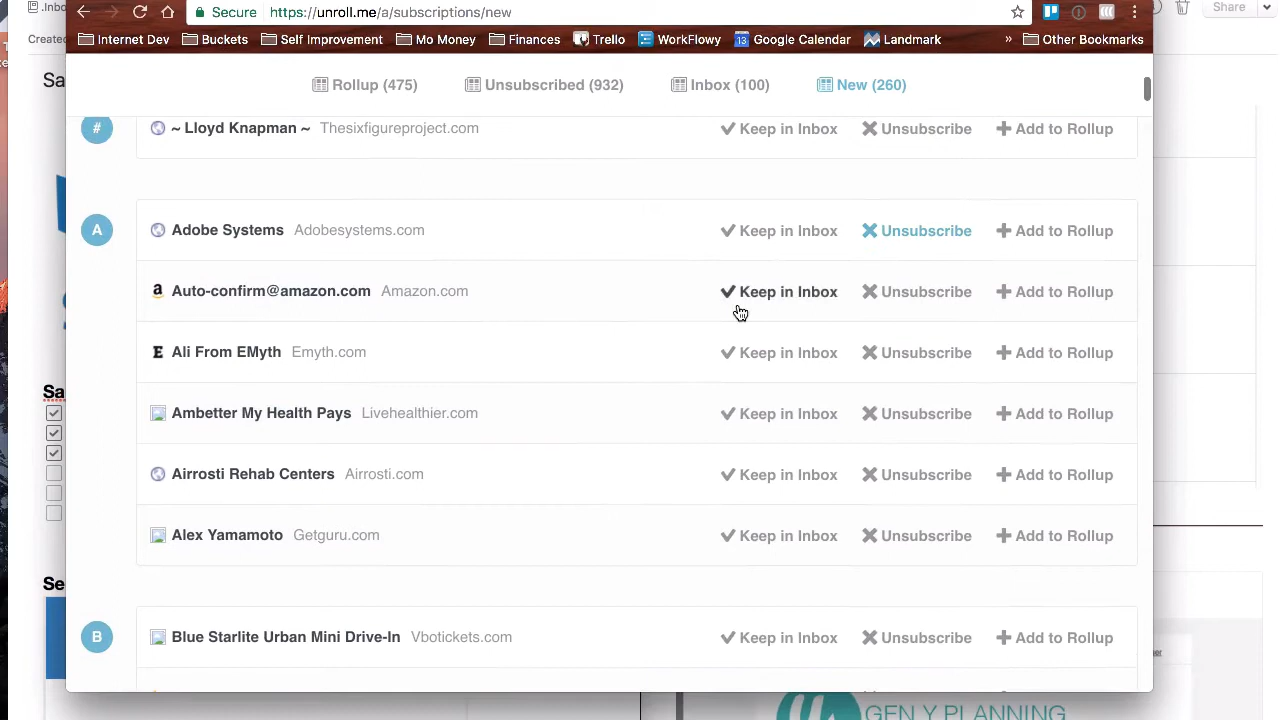 .Inbo
Secure https://unroll.me/a/subscriptions/new
Share
Internet Dev Buckets Self Improvement Mo Money Finances Trello WorkFlowy 13 Google Calendar Landmark » Other Bookmarks
Created
Sa
Rollup (475) Unsubscribed (932) Inbox (100) New (260)
# ~ Lloyd Knapman ~ Thesixfigureproject.com Keep in Inbox Unsubscribe Add to Rollup
A Adobe Systems Adobesystems.com Keep in Inbox Unsubscribe Add to Rollup
Auto-confirm@amazon.com Amazon.com Keep in Inbox Unsubscribe Add to Rollup
E Ali From EMyth Emyth.com Keep in Inbox Unsubscribe Add to Rollup
Sa
Ambetter My Health Pays Livehealthier.com Keep in Inbox Unsubscribe Add to Rollup
Airrosti Rehab Centers Airrosti.com Keep in Inbox Unsubscribe Add to Rollup
Alex Yamamoto Getguru.com Keep in Inbox Unsubscribe Add to Rollup
Se
B Blue Starlite Urban Mini Drive-In Vbotickets.com Keep in Inbox Unsubscribe Add to Rollup
GEN Y PLANNING